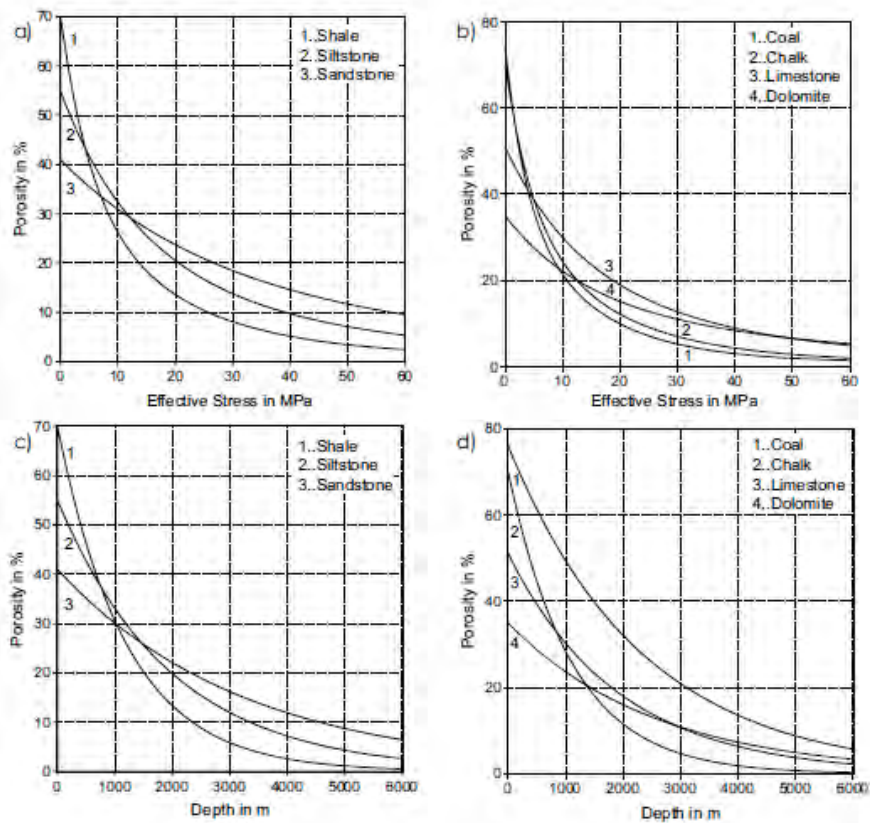 a)
70
60
50
40
30
20
10
0
Porosity in %
1..Shale
2..Siltstone
3..Sandstone
1
2
3
0 10 20 30 40 50 60
Effective Stress in MPa
b)
80
60
40
20
0
Porosity in %
1..Coal
2..Chalk
3..Limestone
4..Dolomite
3
4
2
1
0 10 20 30 40 50 60
Effective Stress in MPa
c)
70
60
50
40
30
20
10
0
Porosity in %
1..Shale
2..Siltstone
3..Sandstone
1
2
3
0 1000 2000 3000 4000 5000 6000
Depth in m
d)
80
60
40
20
0
Porosity in %
1..Coal
2..Chalk
3..Limestone
4..Dolomite
1
2
3
4
0 1000 2000 3000 4000 5000 6000
Depth in m